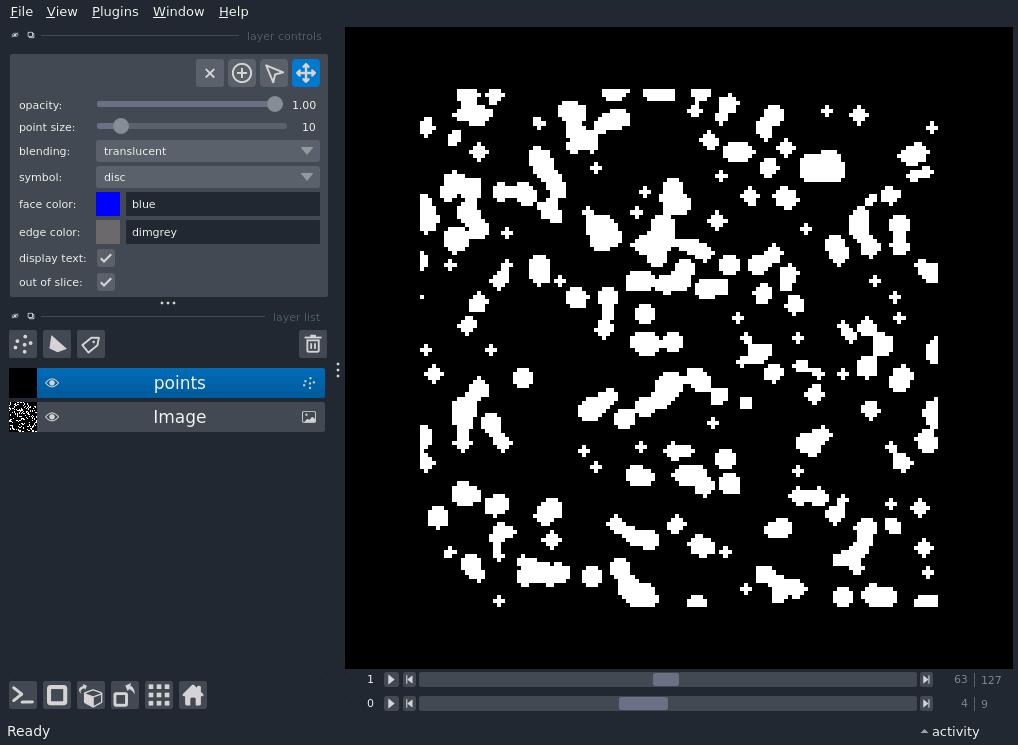 File View Plugins Window Help
layer controls
opacity: 1.00
point size: 10
blending: translucent
symbol: disc
face color: blue
edge color: dimgrey
display text:
out of slice:
layer list
points
Image
1 63 127
0 4 9
Ready activity